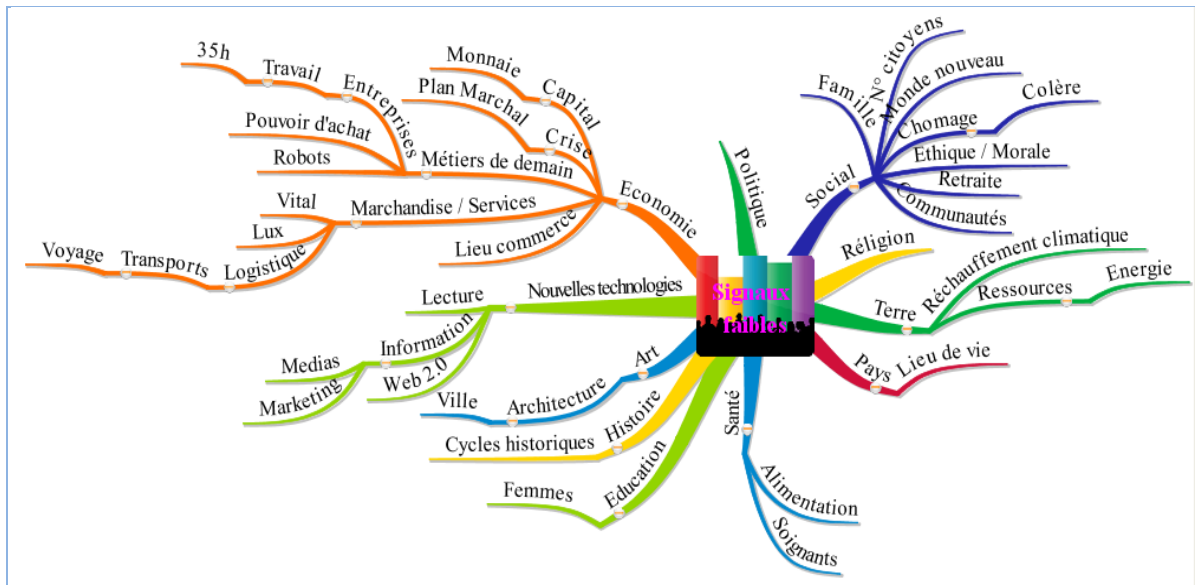 Signaux
faibles
Politique
Social
Famille
N° citoyens
Monde nouveau
Chomage
Colère
Ethique / Morale
Retraite
Communautés
Réligion
Terre
Réchauffement climatique
Ressources
Energie
Pays
Lieu de vie
Santé
Alimentation
Soignants
Education
Femmes
Histoire
Cycles historiques
Art
Architecture
Ville
Nouvelles technologies
Lecture
Information
Medias
Marketing
Web 2.0
Economie
Capital
Monnaie
Crise
Plan Marchal
Métiers de demain
Entreprises
Travail
35h
Pouvoir d'achat
Robots
Marchandise / Services
Vital
Lux
Logistique
Transports
Voyage
Lieu commerce